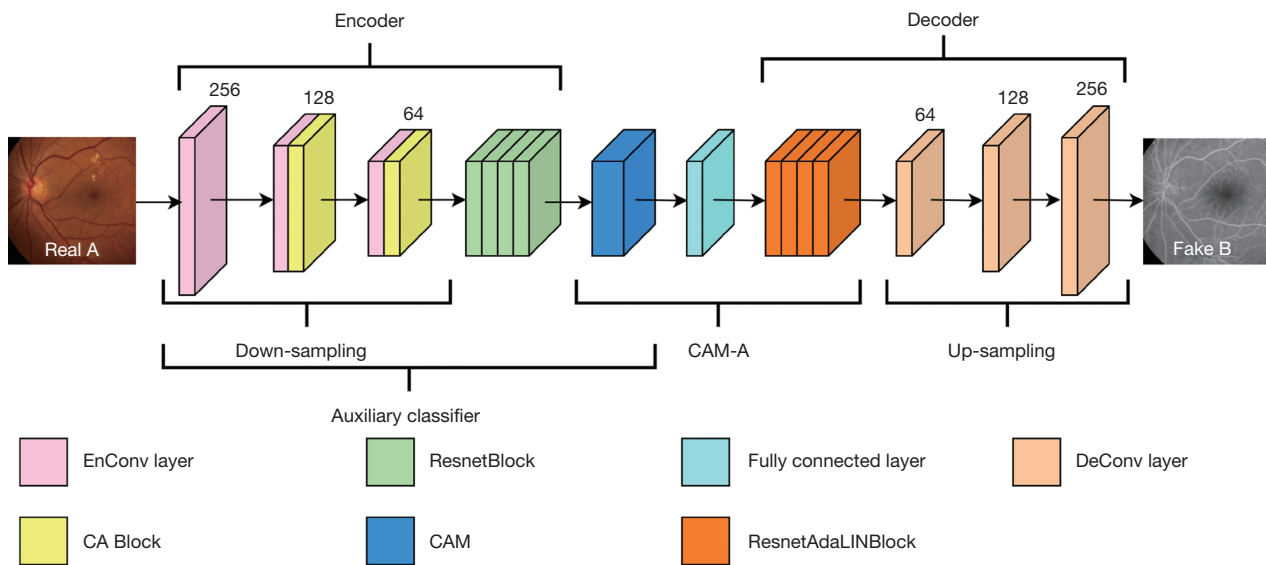 Encoder
Decoder
256
128
64
64
128
256
Real A
Fake B
Down-sampling
CAM-A
Up-sampling
Auxiliary classifier
EnConv layer
ResnetBlock
Fully connected layer
DeConv layer
CA Block
CAM
ResnetAdaLINBlock